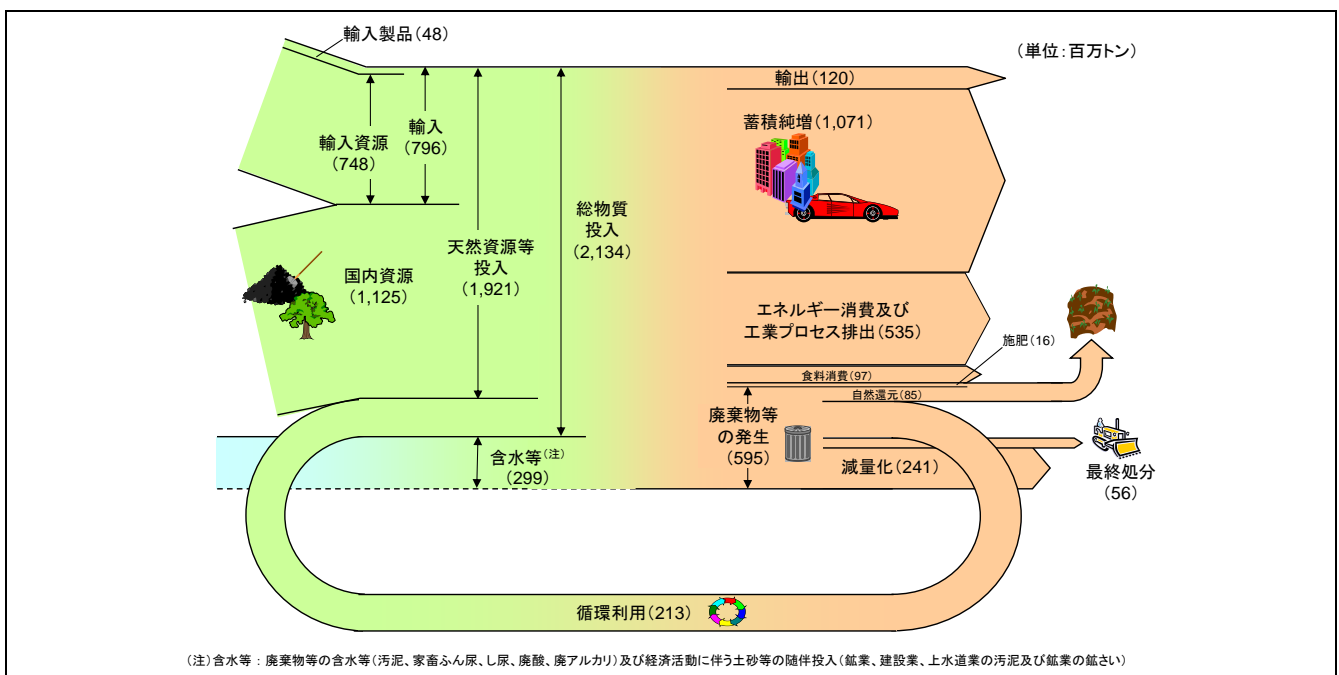 輸入製品(48)
(単位:百万トン)
輸出(120)
蓄積純増(1,071)
輸入
(796)
輸入資源
(748)
総物質
投入
(2,134)
天然資源等
投入
(1,921)
国内資源
(1,125)
エネルギー消費及び
工業プロセス排出(535)
施肥(16)
食料消費(97)
自然還元(85)
廃棄物等
の発生
(595)
含水等(注)
(299)
減量化(241)
最終処分
(56)
循環利用(213)
(注)含水等:廃棄物等の含水等(汚泥、家畜ふん尿、し尿、廃酸、廃アルカリ)及び経済活動に伴う土砂等の随伴投入(鉱業、建設業、上水道業の汚泥及び鉱業の鉱さい)